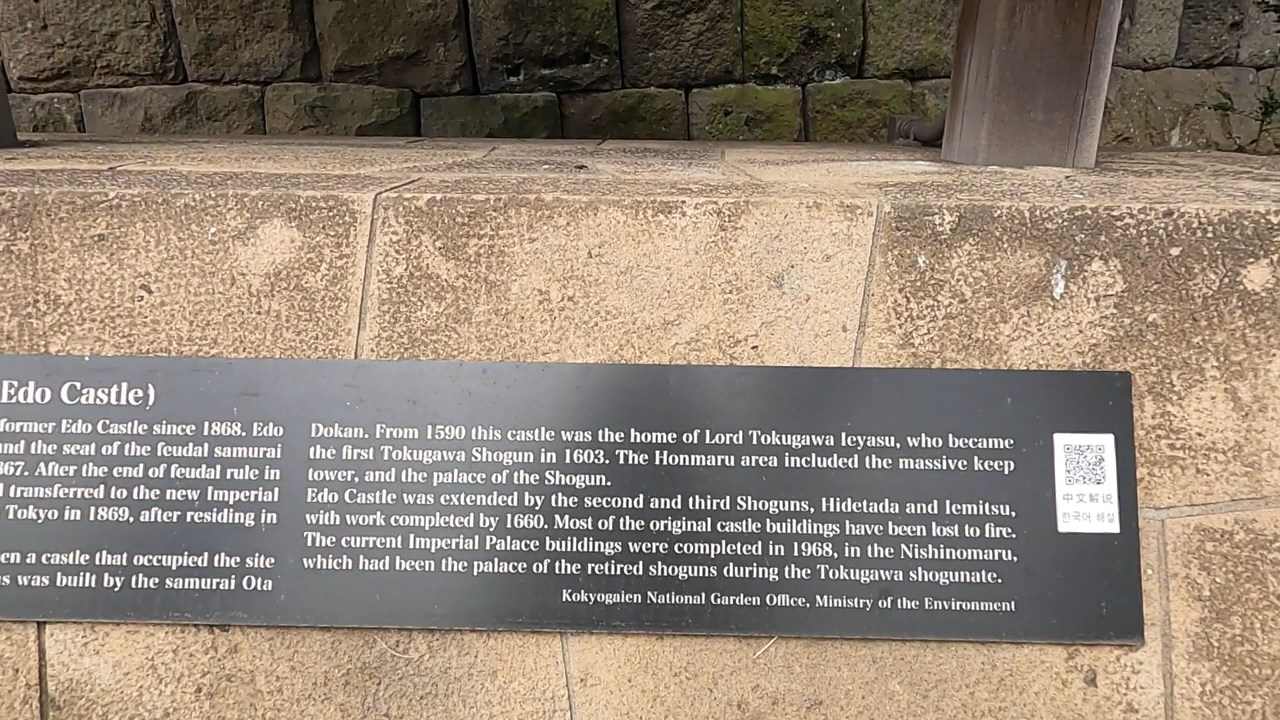 Edo Castle)
former Edo Castle since 1868. Edo
and the seat of the feudal samurai
867. After the end of feudal rule in
transferred to the new Imperial
Tokyo in 1869, after residing in
en a castle that occupied the site
s was built by the samurai Ota
Dokan. From 1590 this castle was the home of Lord Tokugawa Ieyasu, who became
the first Tokugawa Shogun in 1603. The Honmaru area included the massive keep
tower, and the palace of the Shogun.
Edo Castle was extended by the second and third Shoguns, Hidetada and Iemitsu,
with work completed by 1660. Most of the original castle buildings have been lost to fire.
The current Imperial Palace buildings were completed in 1968, in the Nishinomaru,
which had been the palace of the retired shoguns during the Tokugawa shogunate.
Kokyogaien National Garden Office, Ministry of the Environment
中文解说
한국어 해설